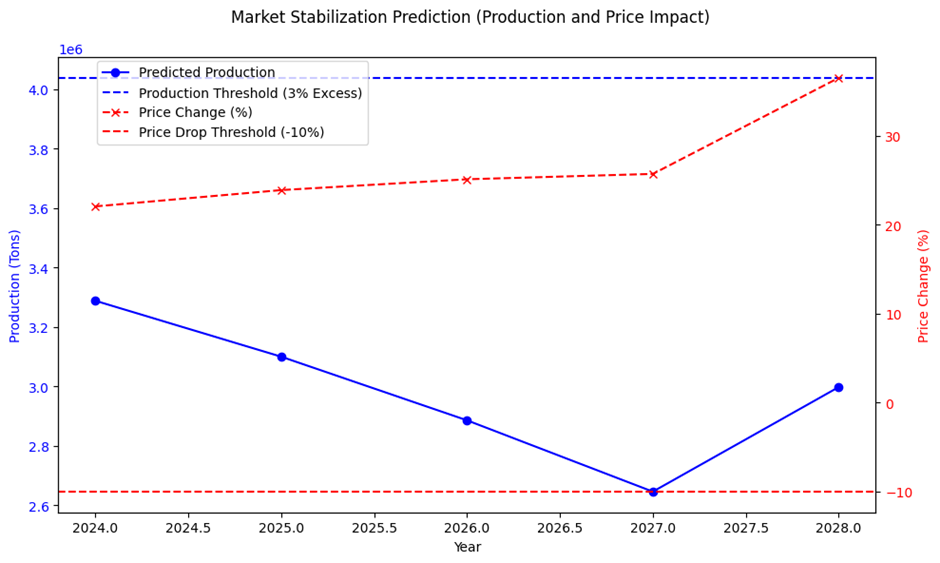 Market Stabilization Prediction (Production and Price Impact)
1e6
Predicted Production
Production Threshold (3% Excess)
Price Change (%)
Price Drop Threshold (-10%)
4.0
3.8
3.6
3.4
3.2
3.0
2.8
2.6
Production (Tons)
30
20
10
0
−10
Price Change (%)
2024.0 2024.5 2025.0 2025.5 2026.0 2026.5 2027.0 2027.5 2028.0
Year